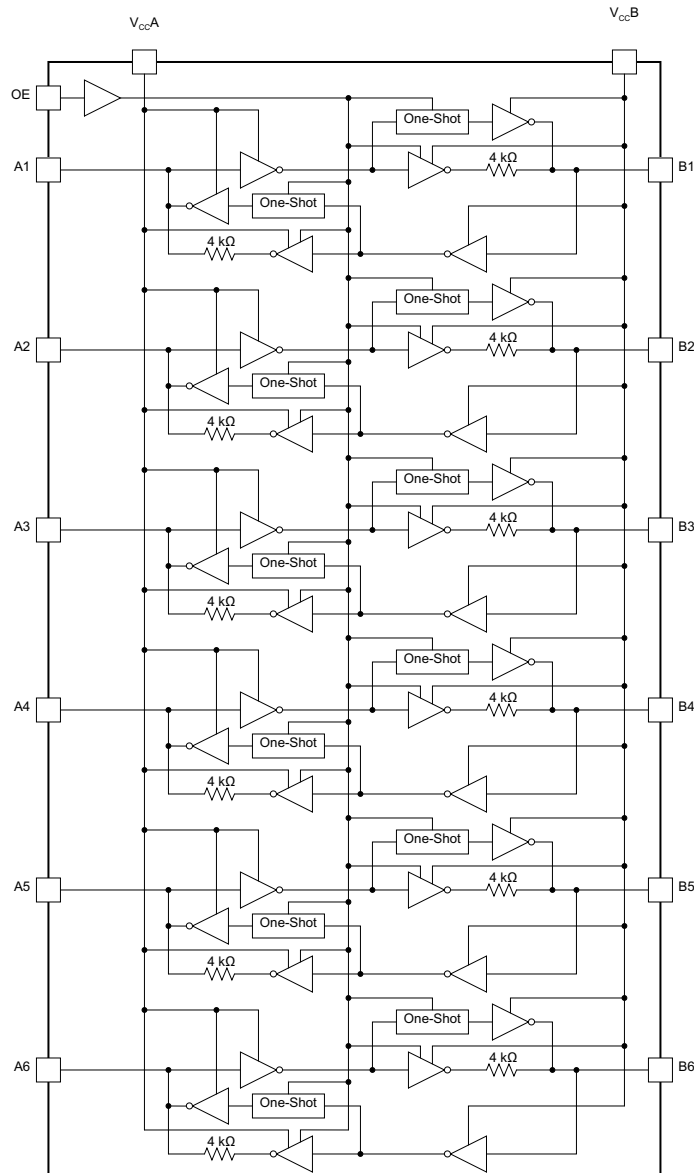 VCCA
VCCB
OE
One-Shot
A1
4 kΩ
B1
One-Shot
4 kΩ
One-Shot
A2
4 kΩ
B2
One-Shot
4 kΩ
One-Shot
A3
4 kΩ
B3
One-Shot
4 kΩ
One-Shot
A4
4 kΩ
B4
One-Shot
4 kΩ
One-Shot
A5
4 kΩ
B5
One-Shot
4 kΩ
One-Shot
A6
4 kΩ
B6
One-Shot
4 kΩ